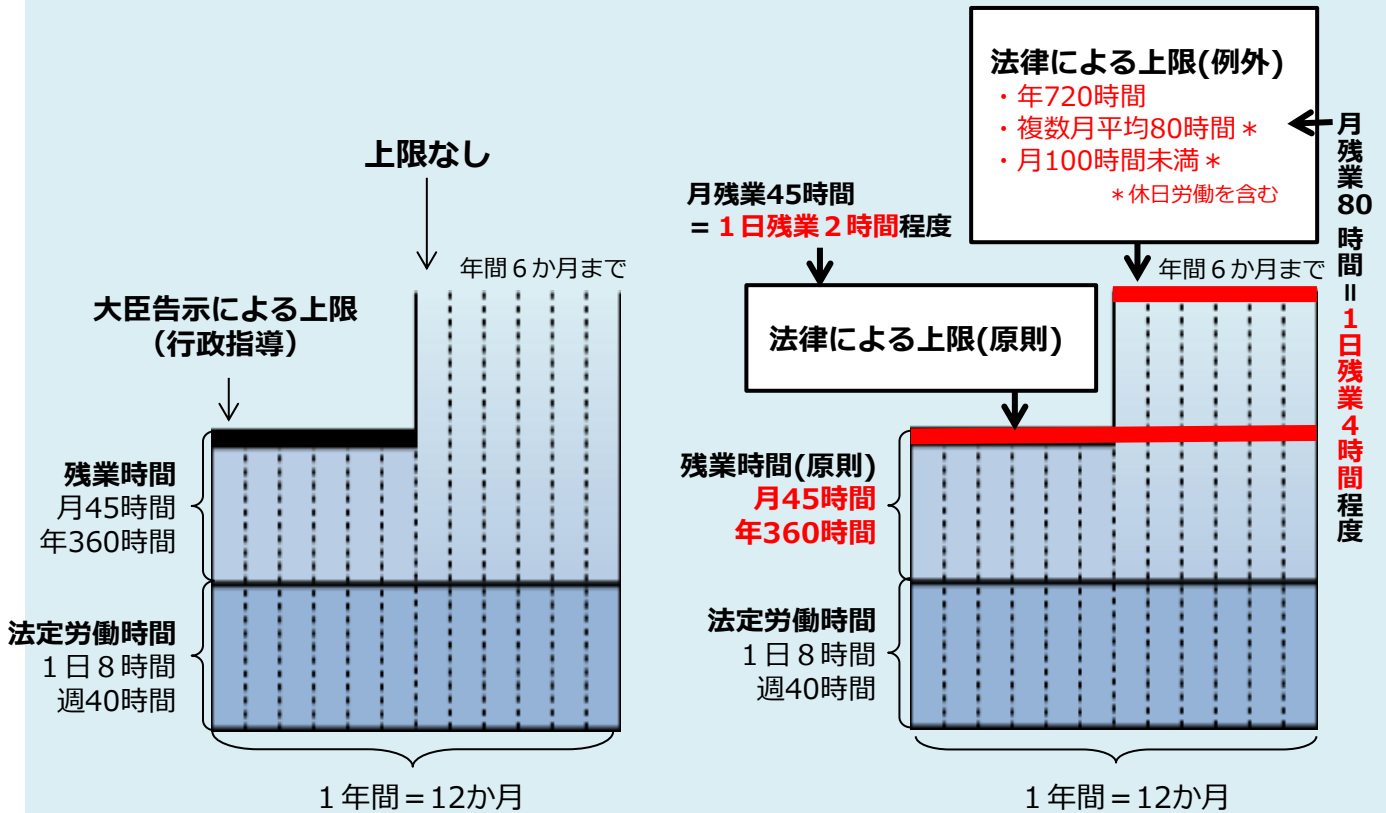 上限なし
年間６か月まで
大臣告示による上限
（行政指導）
残業時間
月45時間
年360時間
法定労働時間
１日８時間
週40時間
１年間＝12か月
法律による上限(例外)
・年720時間
・複数月平均80時間＊
・月100時間未満＊
＊休日労働を含む
月残業80時間＝１日残業４時間程度
月残業45時間
＝１日残業２時間程度
年間６か月まで
法律による上限(原則)
残業時間(原則)
月45時間
年360時間
法定労働時間
１日８時間
週40時間
１年間＝12か月